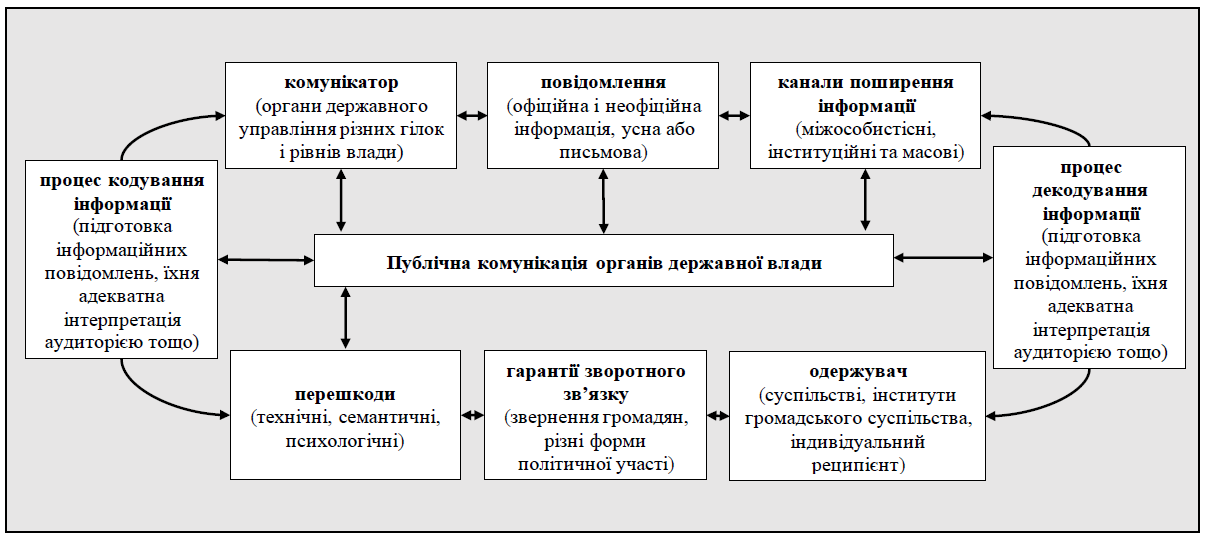 комунікатор
(органи державного
управління різних гілок
і рівнів влади)
повідомлення
(офіційна і неофіційна
інформація, усна або
письмова)
канали поширення
інформації
(міжособистісні,
інституційні та масові)
процес кодування
інформації
(підготовка
інформаційних
повідомлень, їхня
адекватна
інтерпретація
аудиторією тощо)
Публічна комунікація органів державної влади
процес
декодування
інформації
(підготовка
інформаційних
повідомлень, їхня
адекватна
інтерпретація
аудиторією тощо)
перешкоди
(технічні, семантичні,
психологічні)
гарантії зворотного
зв’язку
(звернення громадян,
різні форми
політичної участі)
одержувач
(суспільстві, інститути
громадського суспільства,
індивідуальний
реципієнт)